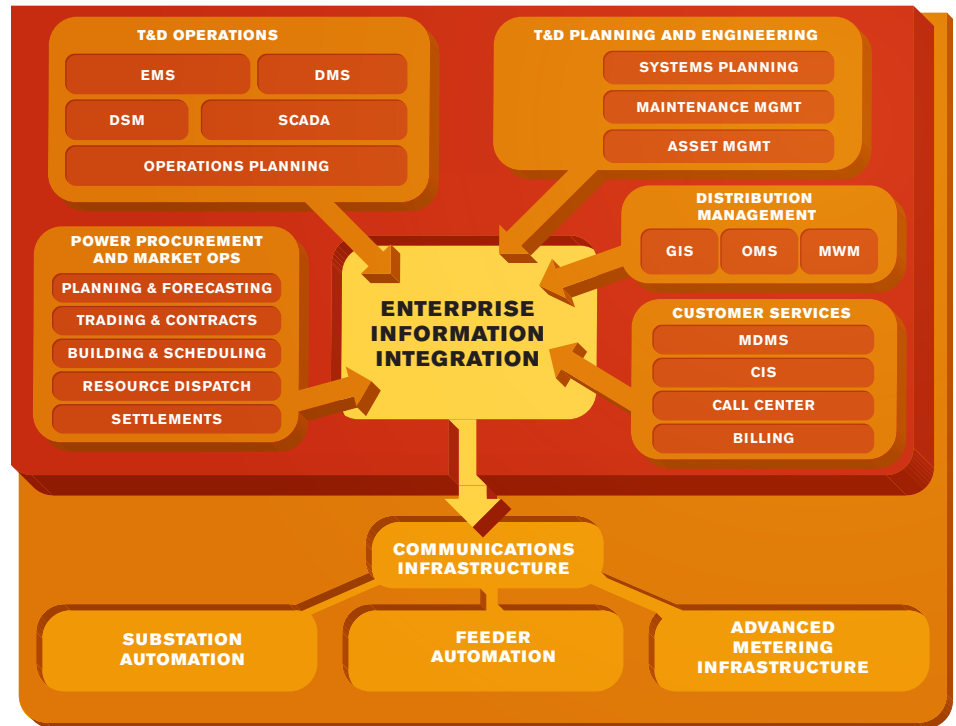 T&D OPERATIONS
EMS
DMS
DSM
SCADA
OPERATIONS PLANNING
T&D PLANNING AND ENGINEERING
SYSTEMS PLANNING
MAINTENANCE MGMT
ASSET MGMT
DISTRIBUTION
MANAGEMENT
GIS
OMS
MWM
POWER PROCUREMENT
AND MARKET OPS
PLANNING & FORECASTING
TRADING & CONTRACTS
BUILDING & SCHEDULING
RESOURCE DISPATCH
SETTLEMENTS
ENTERPRISE
INFORMATION
INTEGRATION
CUSTOMER SERVICES
MDMS
CIS
CALL CENTER
BILLING
COMMUNICATIONS
INFRASTRUCTURE
SUBSTATION
AUTOMATION
FEEDER
AUTOMATION
ADVANCED
METERING
INFRASTRUCTURE